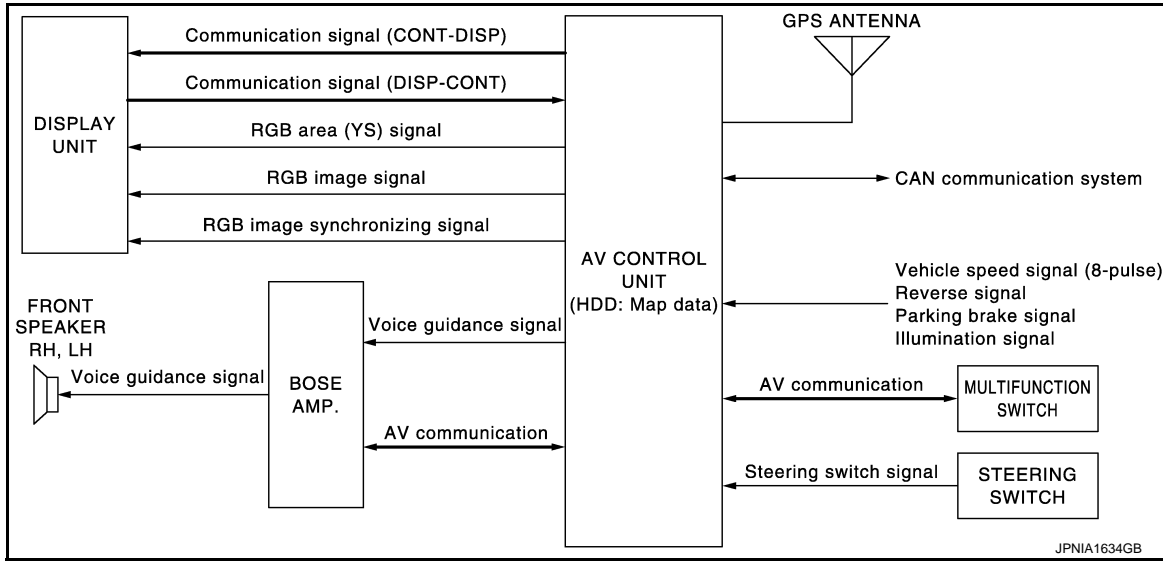 GPS ANTENNA
Communication signal (CONT-DISP)
Communication signal (DISP-CONT)
DISPLAY
UNIT
RGB area (YS) signal
RGB image signal
RGB image synchronizing signal
CAN communication system
AV CONTROL
UNIT
(HDD: Map data)
Vehicle speed signal (8-pulse)
Reverse signal
Parking brake signal
Illumination signal
FRONT
SPEAKER
RH, LH
Voice guidance signal
Voice guidance signal
BOSE
AMP.
AV communication
AV communication
MULTIFUNCTION
SWITCH
Steering switch signal
STEERING
SWITCH
JPNIA1634GB